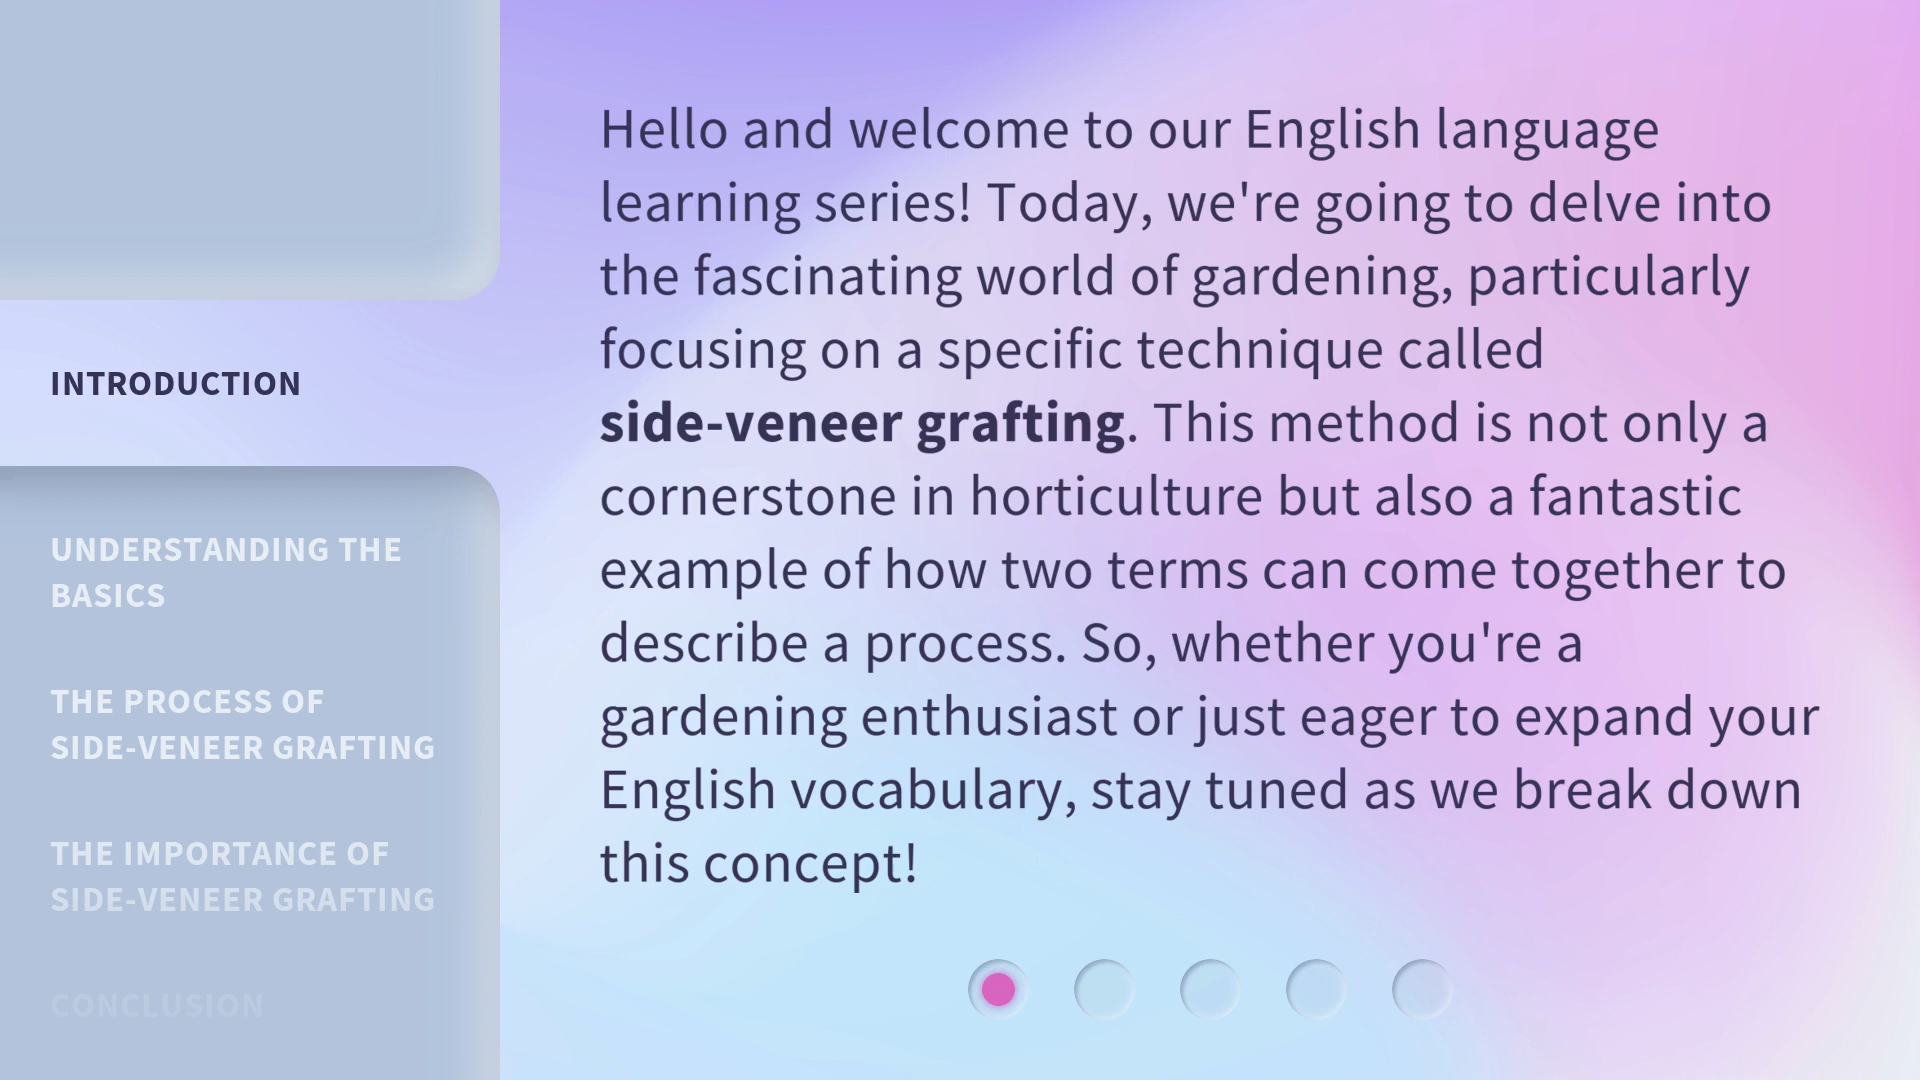 INTRODUCTION
UNDERSTANDING THE
BASICS
THE PROCESS OF
SIDE-VENEER GRAFTING
THE IMPORTANCE OF
SIDE-VENEER GRAFTING
CONCLUSION
Hello and welcome to our English language
learning series! Today, we're going to delve into
the fascinating world of gardening, particularly
focusing on a specific technique called
side-veneer grafting. This method is not only a
cornerstone in horticulture but also a fantastic
example of how two terms can come together to
describe a process. So, whether you're a
gardening enthusiast or just eager to expand your
English vocabulary, stay tuned as we break down
this concept!